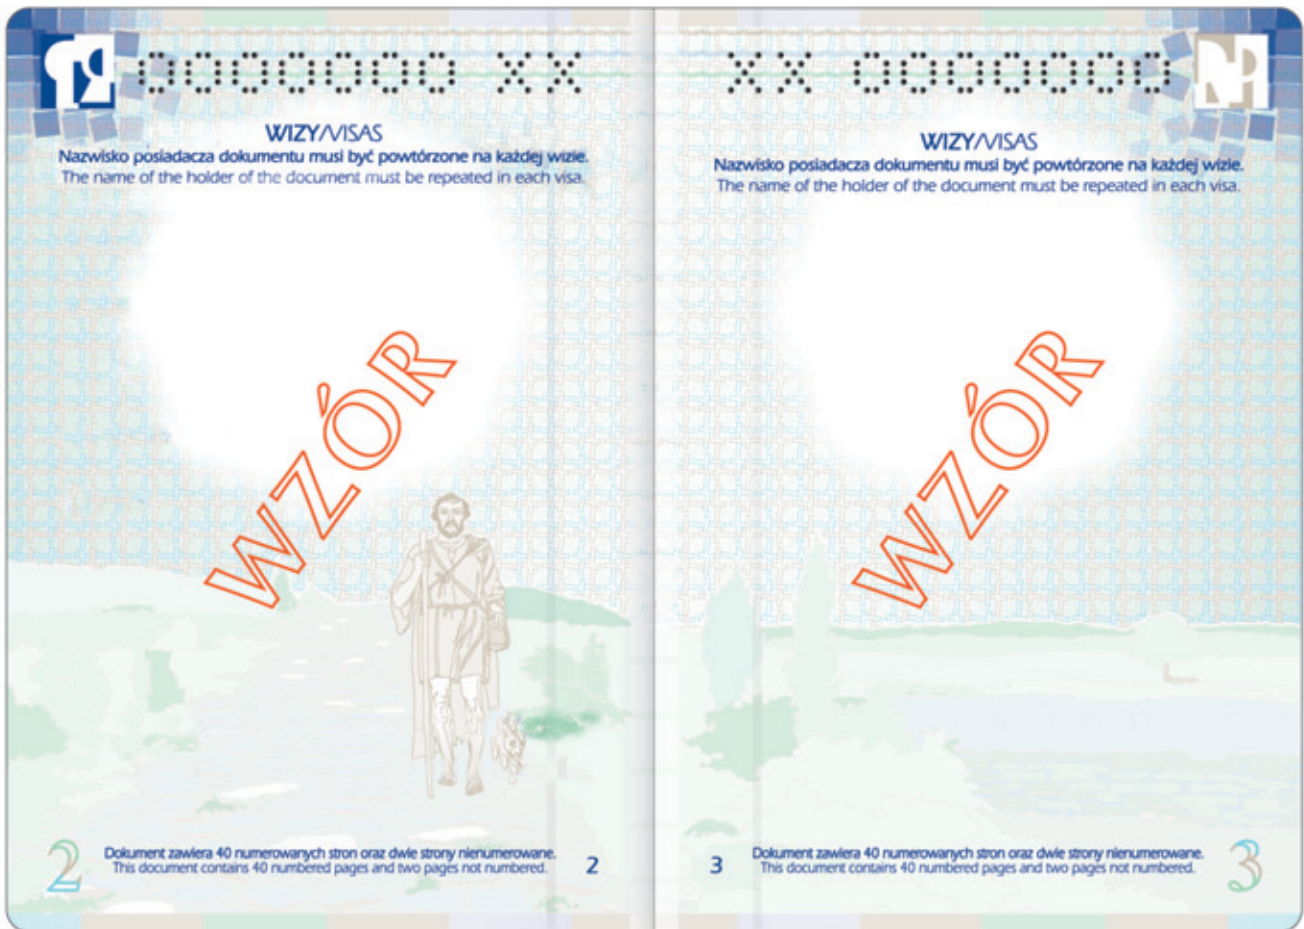 0000000 XX
WIZY/VISAS
Nazwisko posiadacza dokumentu musi być powtórzone na każdej wizie.
The name of the holder of the document must be repeated in each visa.
WZÓR
2
Dokument zawiera 40 numerowanych stron oraz dwie strony nienumerowane.
This document contains 40 numbered pages and two pages not numbered.
2
XX 0000000
WIZY/VISAS
Nazwisko posiadacza dokumentu musi być powtórzone na każdej wizie.
The name of the holder of the document must be repeated in each visa.
WZÓR
3
Dokument zawiera 40 numerowanych stron oraz dwie strony nienumerowane.
This document contains 40 numbered pages and two pages not numbered.
3